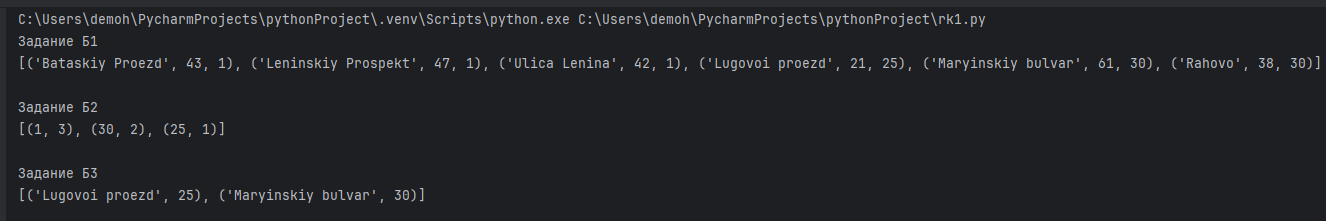 C:\Users\demoh\PycharmProjects\pythonProject\.venv\Scripts\python.exe C:\Users\demoh\PycharmProjects\pythonProject\rk1.py
Задание Б1
[('Bataskiy Proezd', 43, 1), ('Leninskiy Prospekt', 47, 1), ('Ulica Lenina', 42, 1), ('Lugovoi proezd', 21, 25), ('Maryinskiy bulvar', 61, 30), ('Rahovo', 38, 30)]
Задание Б2
[(1, 3), (30, 2), (25, 1)]
Задание Б3
[('Lugovoi proezd', 25), ('Maryinskiy bulvar', 30)]